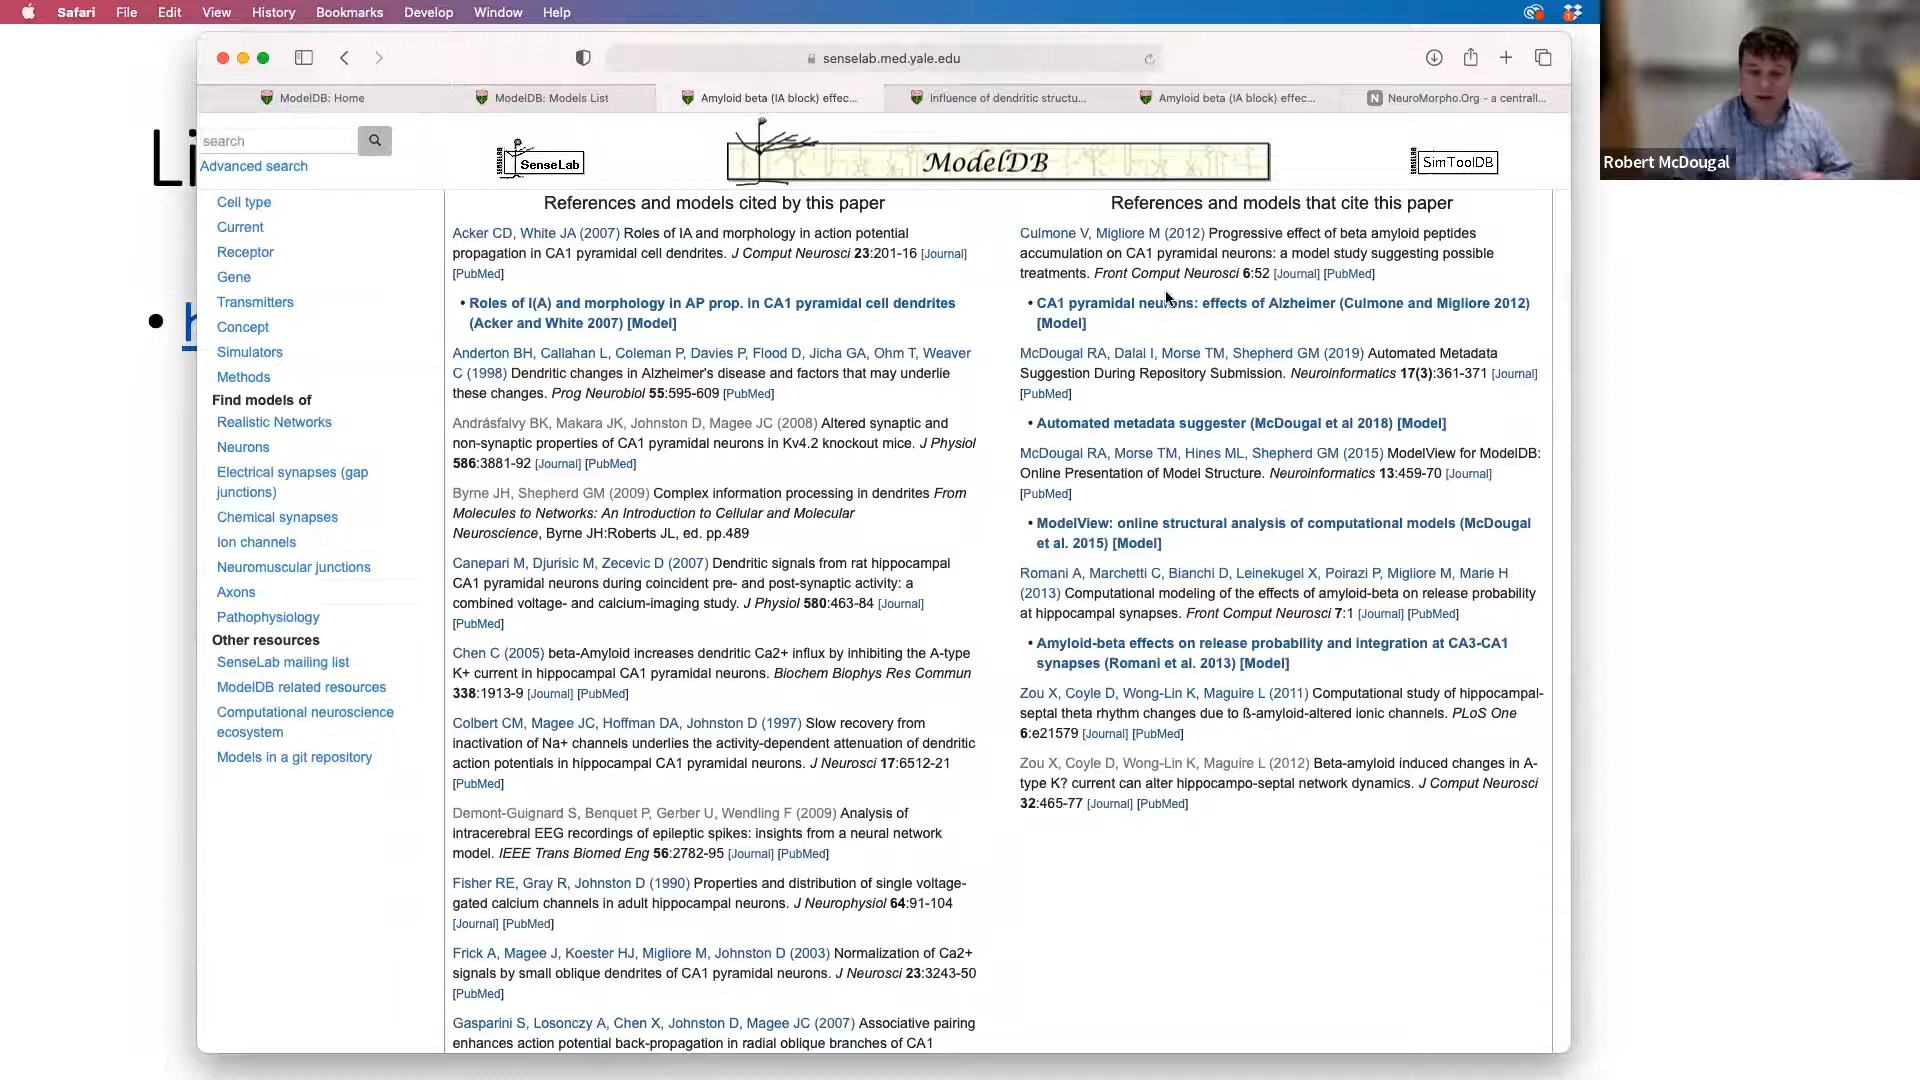 Safari File Edit View History Bookmarks Develop Window Help
senselab.med.yale.edu
ModelDB: Home
ModelDB: Models List
Amyloid beta (IA block) effec...
Influence of dendritic structu...
Amyloid beta (IA block) effec...
N NeuroMorpho.Org - a centrall...
Robert McDougal
Li
• h
search
Advanced search
SenseLab
ModelDB
SimToolDB
Cell type
Current
Receptor
Gene
Transmitters
Concept
Simulators
Methods
Find models of
Realistic Networks
Neurons
Electrical synapses (gap
junctions)
Chemical synapses
Ion channels
Neuromuscular junctions
Axons
Pathophysiology
Other resources
SenseLab mailing list
ModelDB related resources
Computational neuroscience
ecosystem
Models in a git repository
References and models cited by this paper
Acker CD, White JA (2007) Roles of IA and morphology in action potential
propagation in CA1 pyramidal cell dendrites. J Comput Neurosci 23:201-16 [Journal]
[PubMed]
• Roles of I(A) and morphology in AP prop. in CA1 pyramidal cell dendrites
(Acker and White 2007) [Model]
Anderton BH, Callahan L, Coleman P, Davies P, Flood D, Jicha GA, Ohm T, Weaver
C (1998) Dendritic changes in Alzheimer's disease and factors that may underlie
these changes. Prog Neurobiol 55:595-609 [PubMed]
Andrásfalvy BK, Makara JK, Johnston D, Magee JC (2008) Altered synaptic and
non-synaptic properties of CA1 pyramidal neurons in Kv4.2 knockout mice. J Physiol
586:3881-92 [Journal] [PubMed]
Byrne JH, Shepherd GM (2009) Complex information processing in dendrites From
Molecules to Networks: An Introduction to Cellular and Molecular
Neuroscience, Byrne JH:Roberts JL, ed. pp.489
Canepari M, Djurisic M, Zecevic D (2007) Dendritic signals from rat hippocampal
CA1 pyramidal neurons during coincident pre- and post-synaptic activity: a
combined voltage- and calcium-imaging study. J Physiol 580:463-84 [Journal]
[PubMed]
Chen C (2005) beta-Amyloid increases dendritic Ca2+ influx by inhibiting the A-type
K+ current in hippocampal CA1 pyramidal neurons. Biochem Biophys Res Commun
338:1913-9 [Journal] [PubMed]
Colbert CM, Magee JC, Hoffman DA, Johnston D (1997) Slow recovery from
inactivation of Na+ channels underlies the activity-dependent attenuation of dendritic
action potentials in hippocampal CA1 pyramidal neurons. J Neurosci 17:6512-21
[PubMed]
Demont-Guignard S, Benquet P, Gerber U, Wendling F (2009) Analysis of
intracerebral EEG recordings of epileptic spikes: insights from a neural network
model. IEEE Trans Biomed Eng 56:2782-95 [Journal] [PubMed]
Fisher RE, Gray R, Johnston D (1990) Properties and distribution of single voltage-
gated calcium channels in adult hippocampal neurons. J Neurophysiol 64:91-104
[Journal] [PubMed]
Frick A, Magee J, Koester HJ, Migliore M, Johnston D (2003) Normalization of Ca2+
signals by small oblique dendrites of CA1 pyramidal neurons. J Neurosci 23:3243-50
[PubMed]
Gasparini S, Losonczy A, Chen X, Johnston D, Magee JC (2007) Associative pairing
enhances action potential back-propagation in radial oblique branches of CA1
References and models that cite this paper
Culmone V, Migliore M (2012) Progressive effect of beta amyloid peptides
accumulation on CA1 pyramidal neurons: a model study suggesting possible
treatments. Front Comput Neurosci 6:52 [Journal] [PubMed]
• CA1 pyramidal neurons: effects of Alzheimer (Culmone and Migliore 2012)
[Model]
McDougal RA, Dalal I, Morse TM, Shepherd GM (2019) Automated Metadata
Suggestion During Repository Submission. Neuroinformatics 17(3):361-371 [Journal]
[PubMed]
• Automated metadata suggester (McDougal et al 2018) [Model]
McDougal RA, Morse TM, Hines ML, Shepherd GM (2015) ModelView for ModelDB:
Online Presentation of Model Structure. Neuroinformatics 13:459-70 [Journal]
[PubMed]
• ModelView: online structural analysis of computational models (McDougal
et al. 2015) [Model]
Romani A, Marchetti C, Bianchi D, Leinekugel X, Poirazi P, Migliore M, Marie H
(2013) Computational modeling of the effects of amyloid-beta on release probability
at hippocampal synapses. Front Comput Neurosci 7:1 [Journal] [PubMed]
• Amyloid-beta effects on release probability and integration at CA3-CA1
synapses (Romani et al. 2013) [Model]
Zou X, Coyle D, Wong-Lin K, Maguire L (2011) Computational study of hippocampal-
septal theta rhythm changes due to ß-amyloid-altered ionic channels. PLoS One
6:e21579 [Journal] [PubMed]
Zou X, Coyle D, Wong-Lin K, Maguire L (2012) Beta-amyloid induced changes in A-
type K? current can alter hippocampo-septal network dynamics. J Comput Neurosci
32:465-77 [Journal] [PubMed]